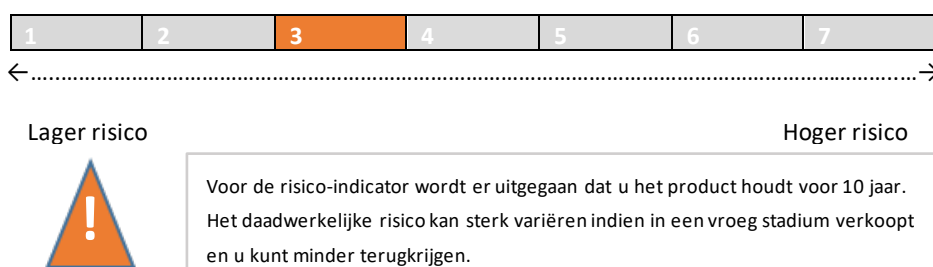 1 2 3 4 5 6 7
←……………………………………………………………………………………………………→
Lager risico Hoger risico
!
Voor de risico-indicator wordt er uitgegaan dat u het product houdt voor 10 jaar.
Het daadwerkelijke risico kan sterk variëren indien in een vroeg stadium verkoopt
en u kunt minder terugkrijgen.